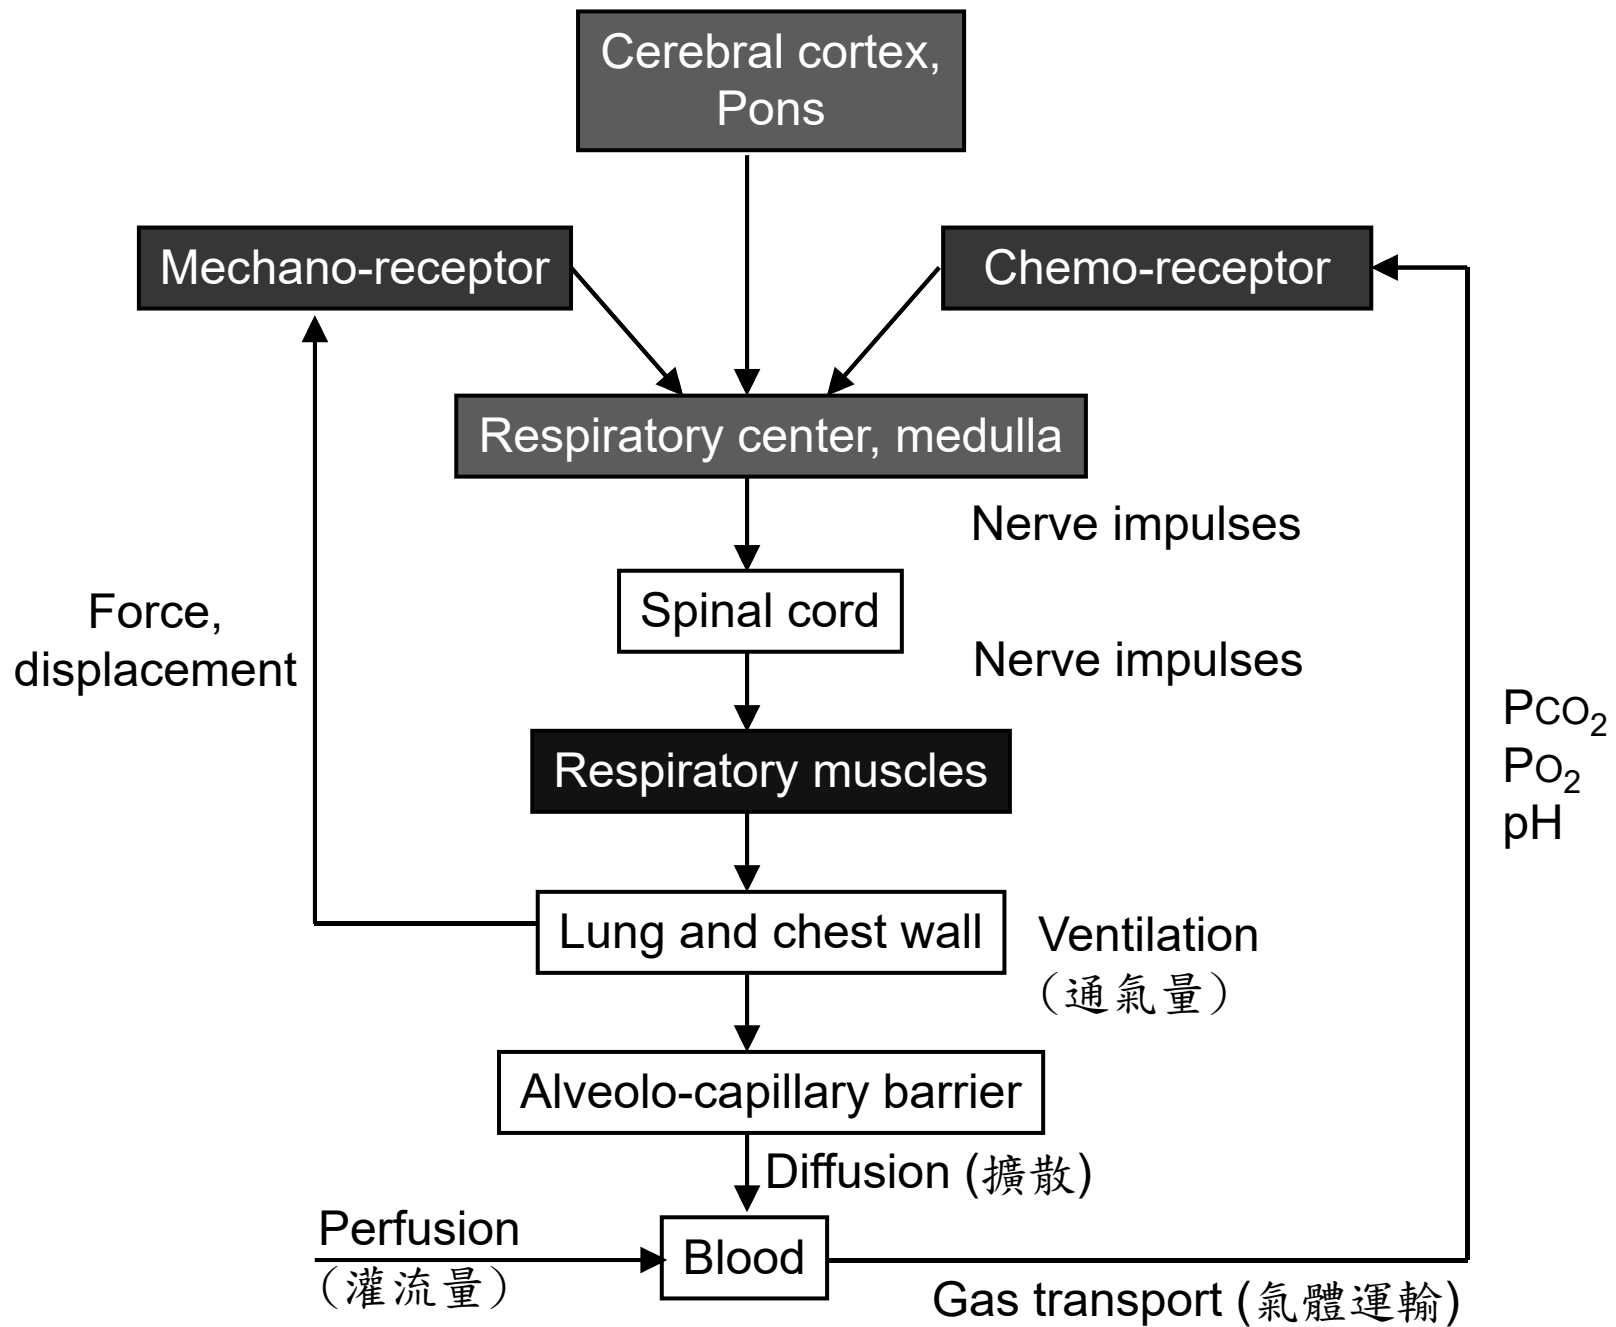 Cerebral cortex,
Pons
Mechano-receptor
Chemo-receptor
Respiratory center, medulla
Nerve impulses
Spinal cord
Force,
displacement
Nerve impulses
PCO₂
PO₂
pH
Respiratory muscles
Lung and chest wall
Ventilation
（通氣量）
Alveolo-capillary barrier
Diffusion (擴散)
Perfusion
（灌流量）
Blood
Gas transport (氣體運輸)